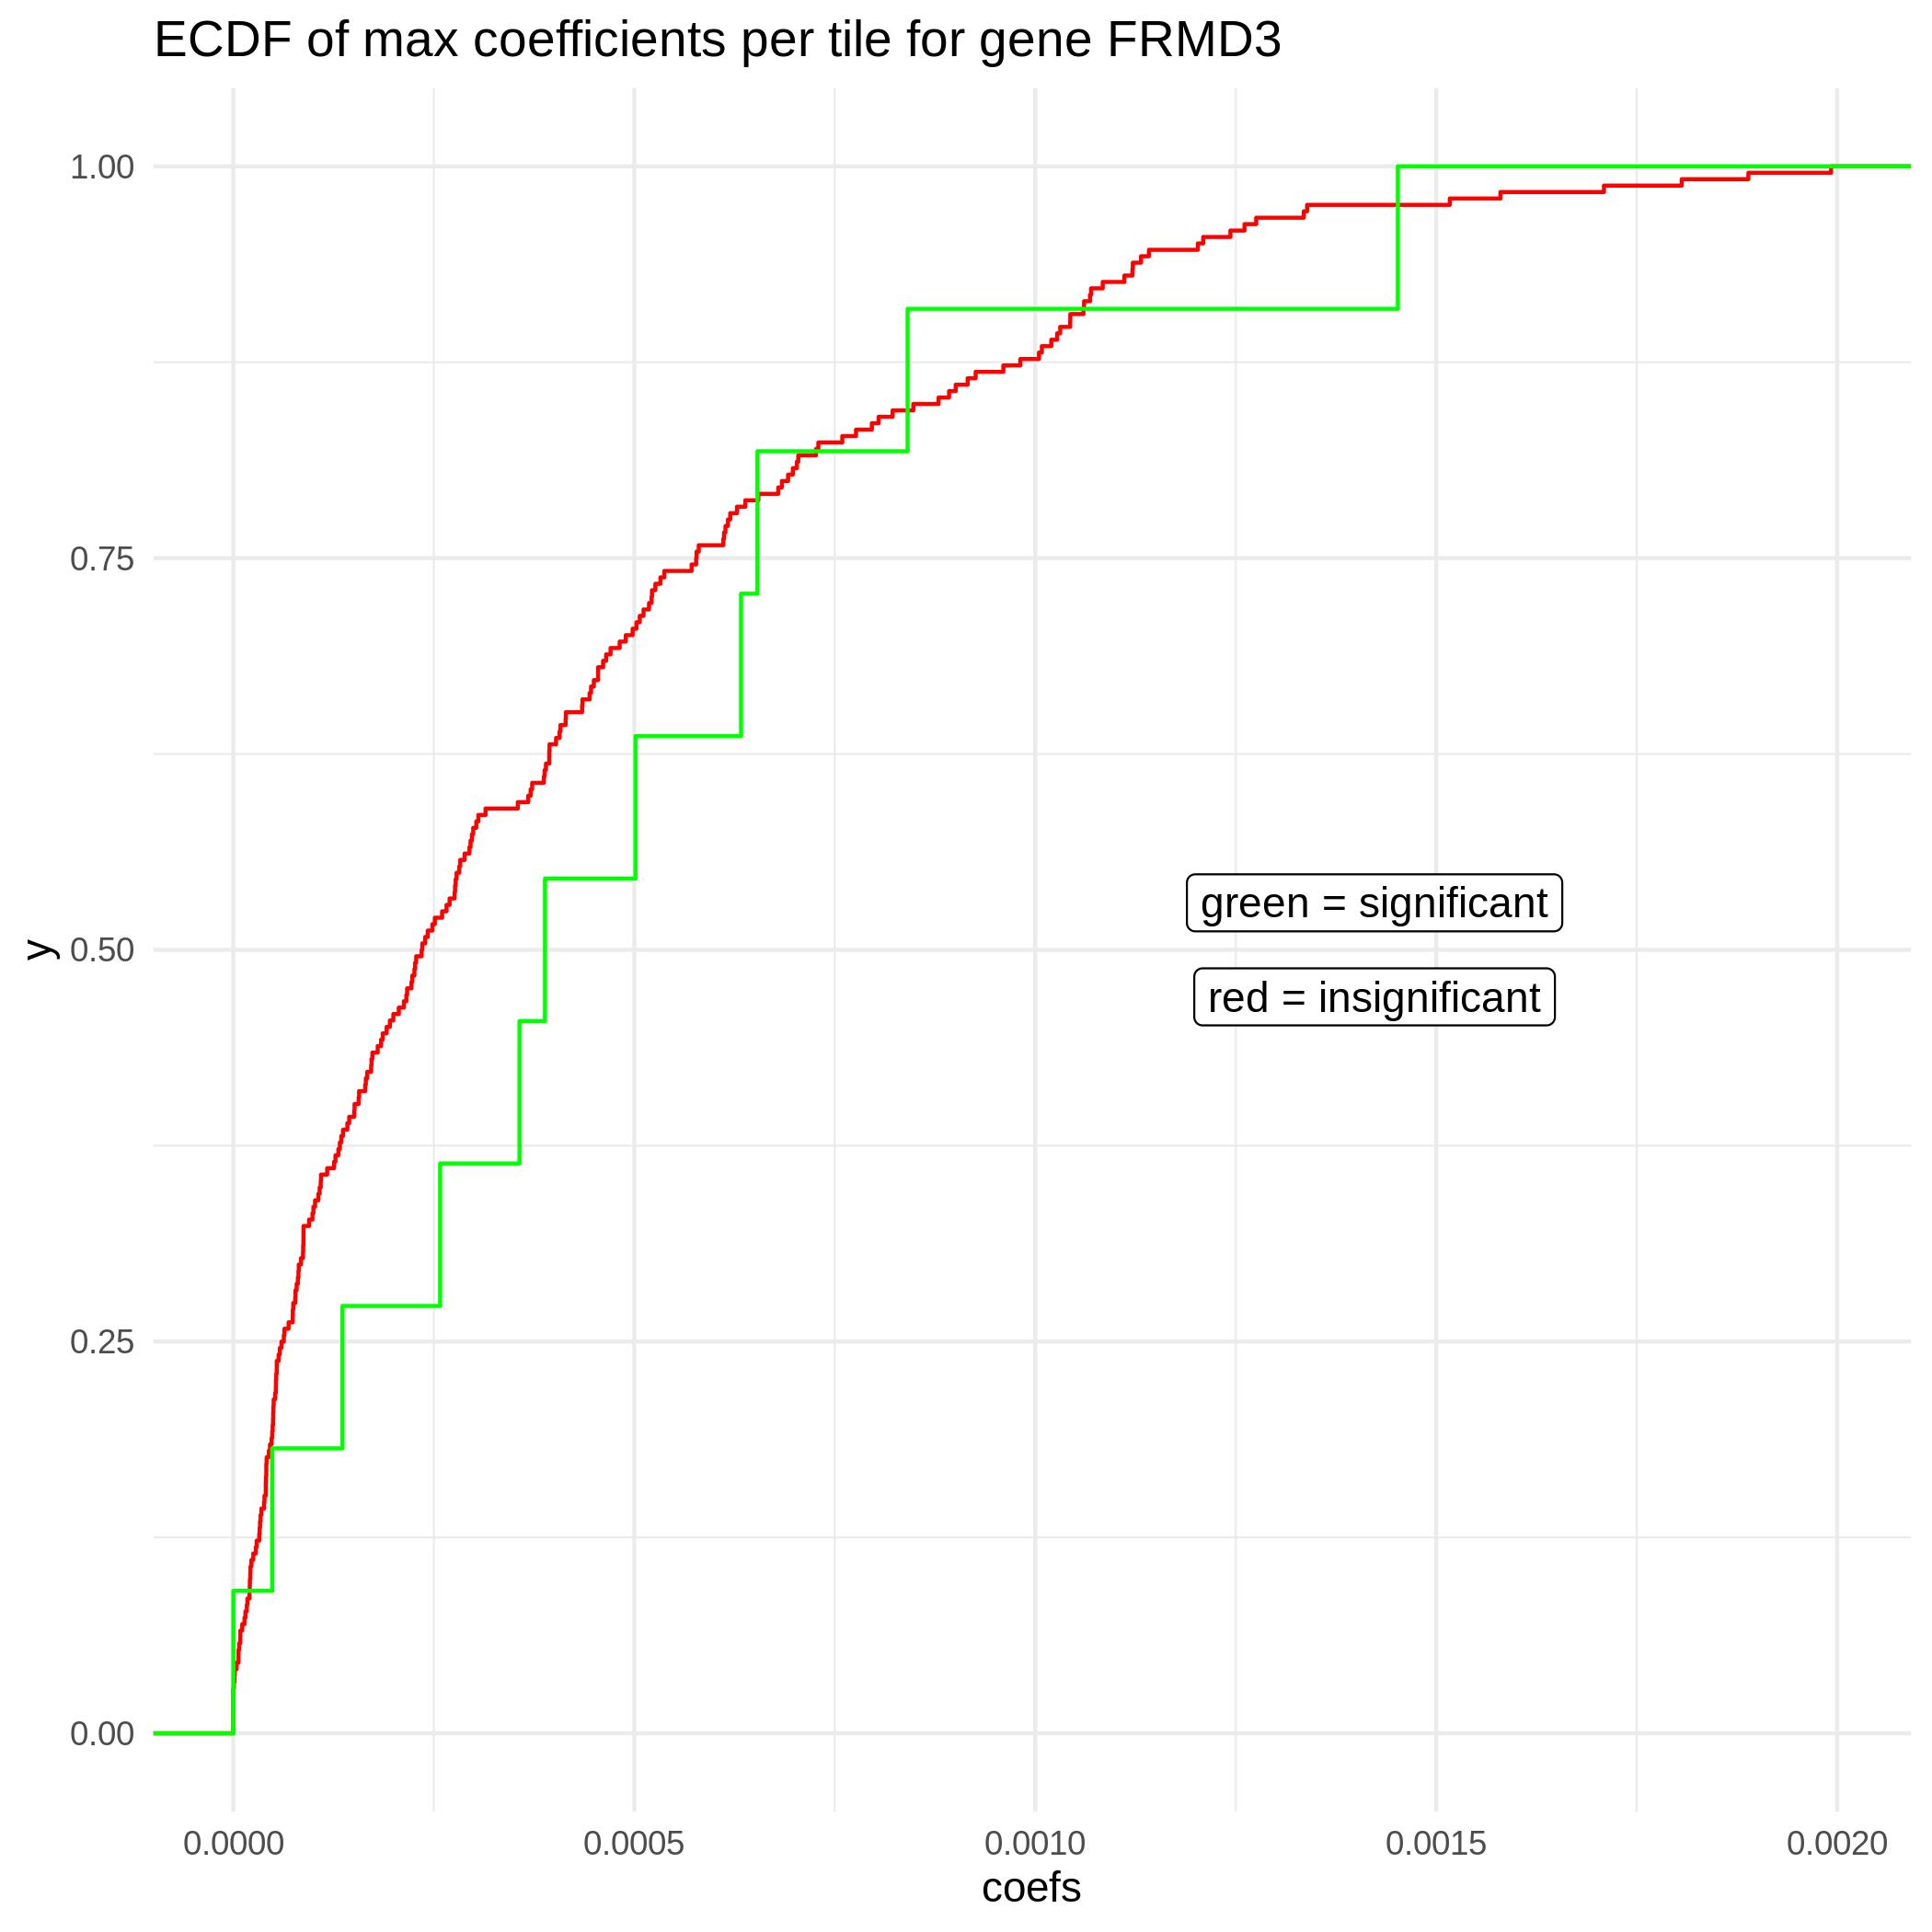 ECDF of max coefficients per tile for gene FRMD3
1.00
0.75
0.50
0.25
0.00
y
green = significant
red = insignificant
0.0000
0.0005
0.0010
0.0015
0.0020
coefs